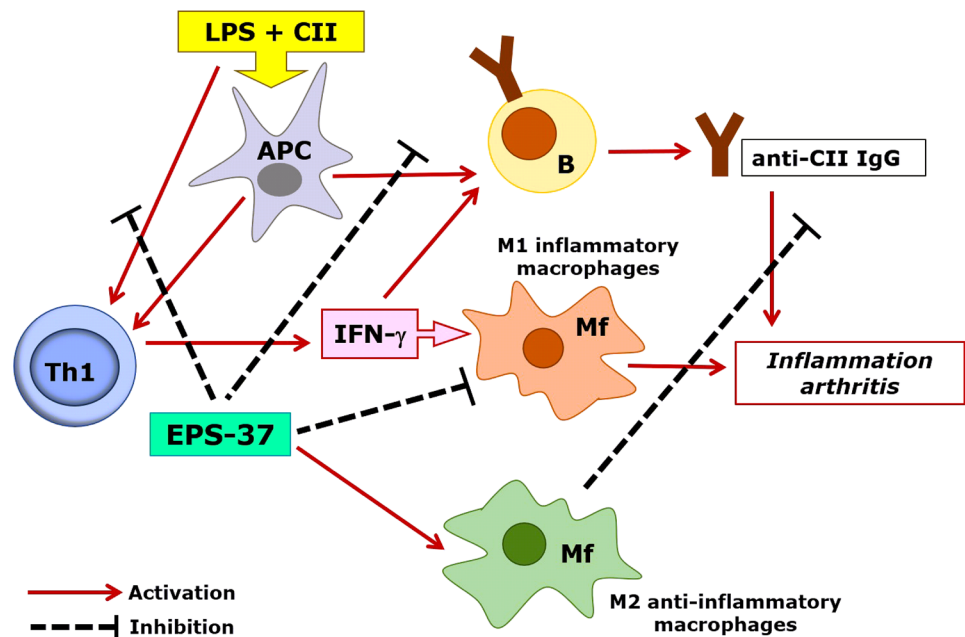 LPS + CII
APC
B
anti-CII IgG
M1 inflammatory
macrophages
Th1
IFN-γ
Mf
Inflammation
arthritis
EPS-37
Mf
M2 anti-inflammatory
macrophages
Activation
Inhibition